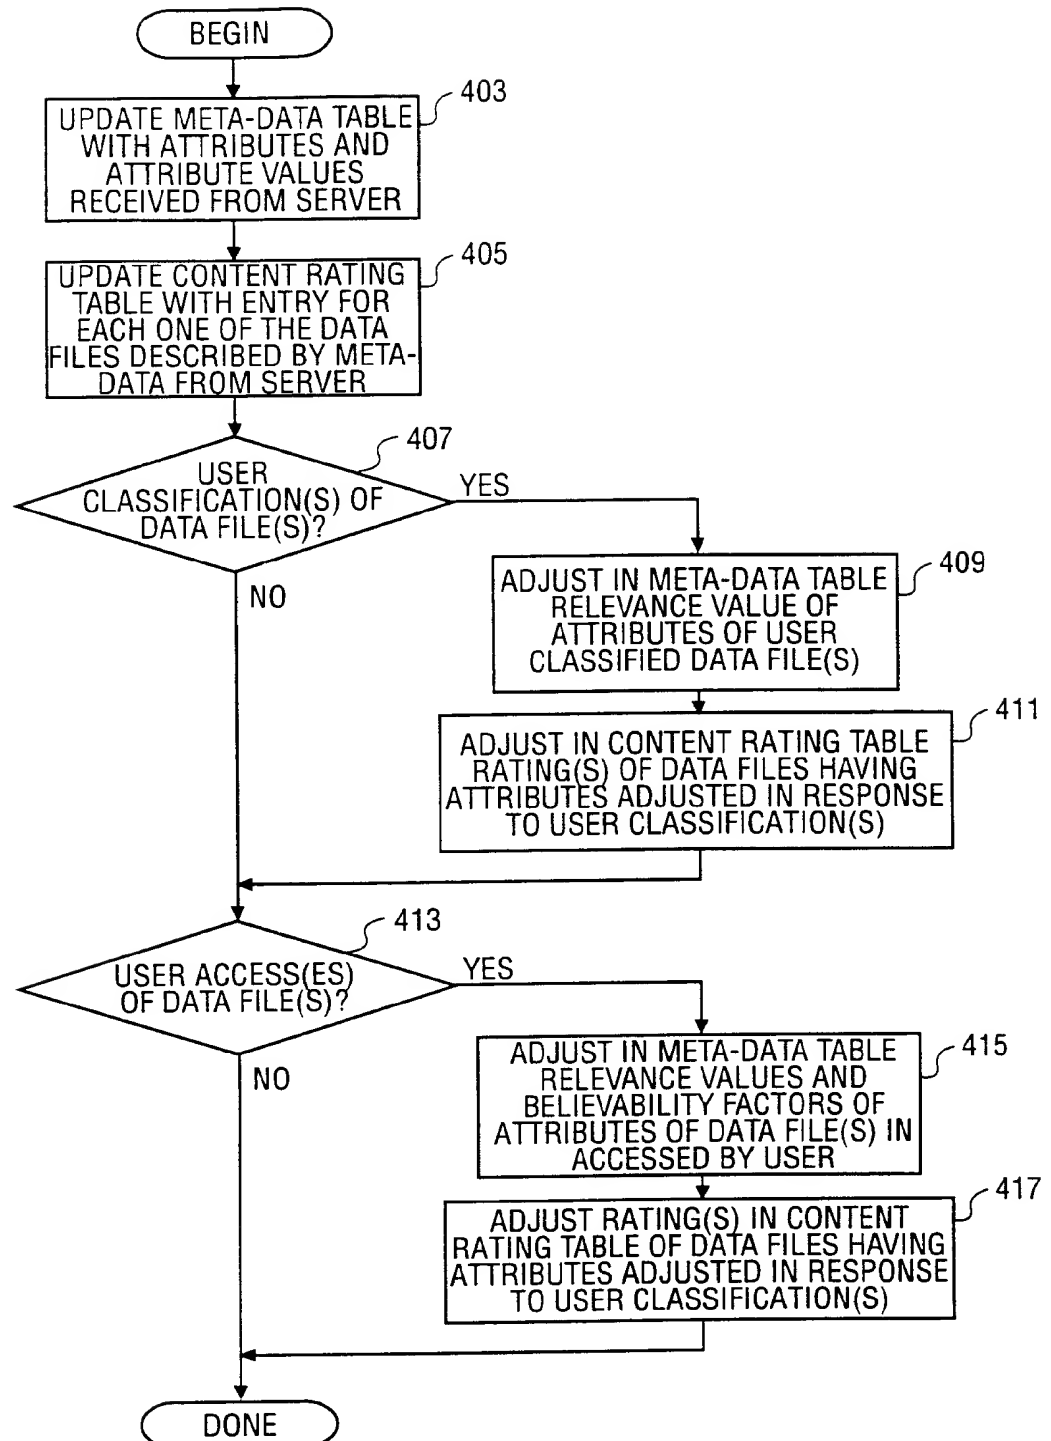 BEGIN
403
UPDATE META-DATA TABLE
WITH ATTRIBUTES AND
ATTRIBUTE VALUES
RECEIVED FROM SERVER
405
UPDATE CONTENT RATING
TABLE WITH ENTRY FOR
EACH ONE OF THE DATA
FILES DESCRIBED BY META-
DATA FROM SERVER
407
USER
CLASSIFICATION(S) OF
DATA FILE(S)?
YES
NO
409
ADJUST IN META-DATA TABLE
RELEVANCE VALUE OF
ATTRIBUTES OF USER
CLASSIFIED DATA FILE(S)
411
ADJUST IN CONTENT RATING TABLE
RATING(S) OF DATA FILES HAVING
ATTRIBUTES ADJUSTED IN RESPONSE
TO USER CLASSIFICATION(S)
413
USER ACCESS(ES)
OF DATA FILE(S)?
YES
NO
415
ADJUST IN META-DATA TABLE
RELEVANCE VALUES AND
BELIEVABILITY FACTORS OF
ATTRIBUTES OF DATA FILE(S) IN
ACCESSED BY USER
417
ADJUST RATING(S) IN CONTENT
RATING TABLE OF DATA FILES HAVING
ATTRIBUTES ADJUSTED IN RESPONSE
TO USER CLASSIFICATION(S)
DONE